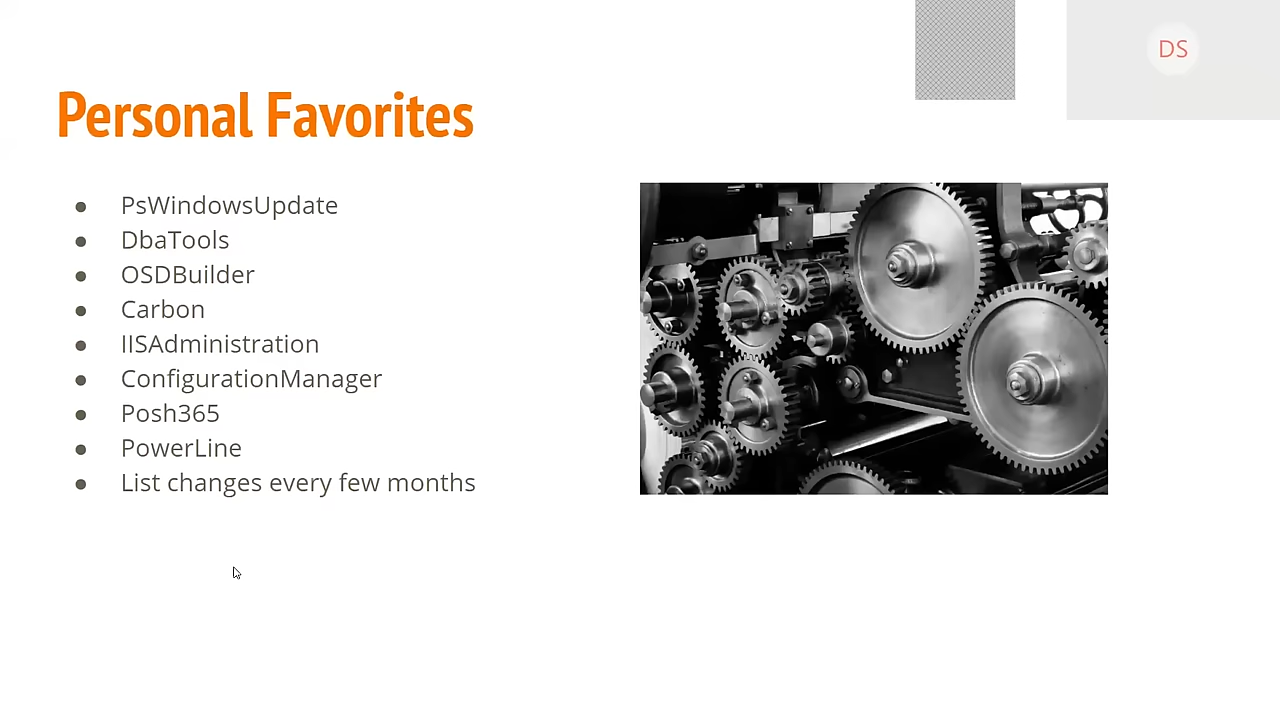 DS
Personal Favorites
● PsWindowsUpdate
● DbaTools
● OSDBuilder
● Carbon
● IISAdministration
● ConfigurationManager
● Posh365
● PowerLine
● List changes every few months